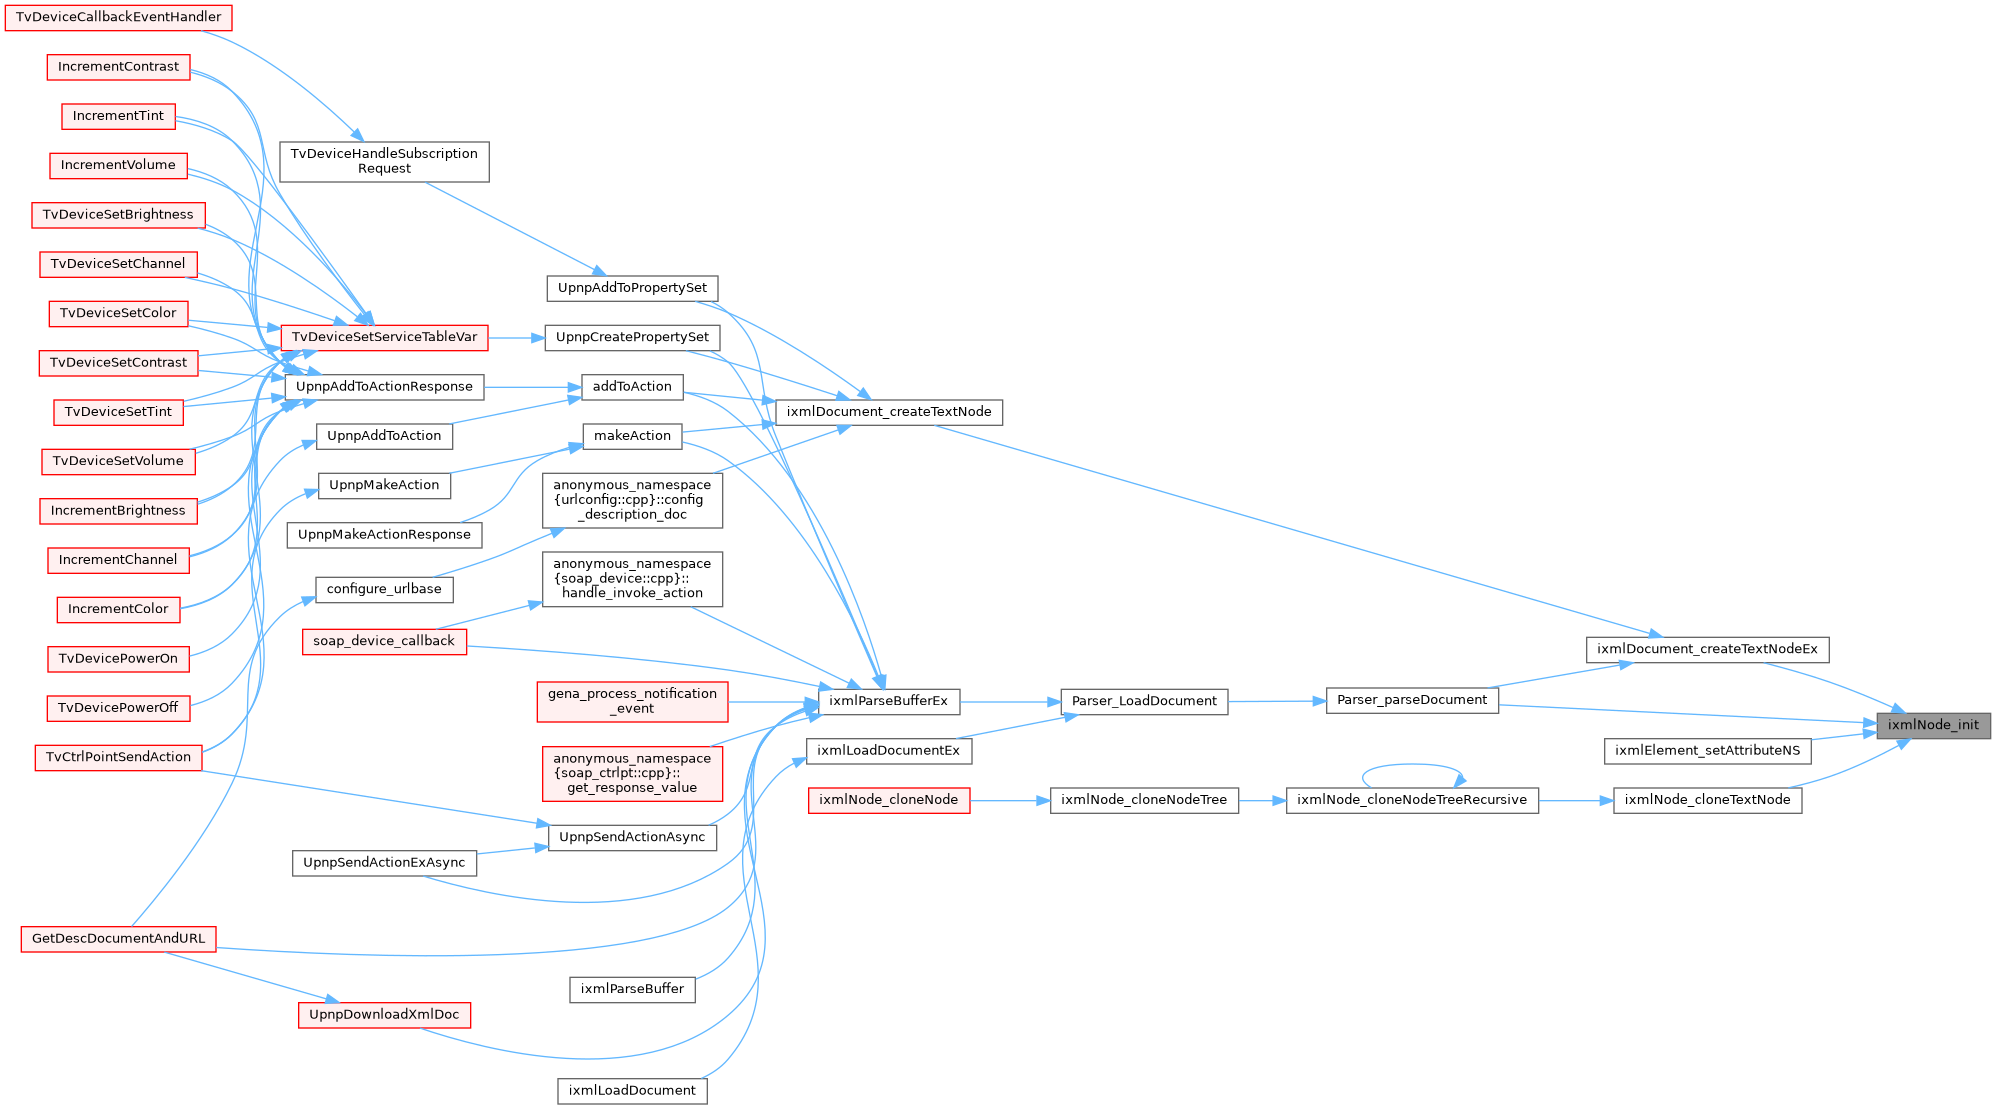 TvDeviceCallbackEventHandler
IncrementContrast
IncrementTint
IncrementVolume
TvDeviceSetBrightness
TvDeviceSetChannel
TvDeviceSetColor
TvDeviceSetContrast
TvDeviceSetTint
TvDeviceSetVolume
IncrementBrightness
IncrementChannel
IncrementColor
TvDevicePowerOn
TvDevicePowerOff
TvCtrlPointSendAction
GetDescDocumentAndURL
TvDeviceHandleSubscription
Request
TvDeviceSetServiceTableVar
UpnpAddToActionResponse
UpnpAddToAction
UpnpMakeAction
UpnpMakeActionResponse
configure_urlbase
soap_device_callback
UpnpSendActionExAsync
UpnpDownloadXmlDoc
UpnpAddToPropertySet
UpnpCreatePropertySet
addToAction
makeAction
anonymous_namespace
{urlconfig::cpp}::config
_description_doc
anonymous_namespace
{soap_device::cpp}::
handle_invoke_action
gena_process_notification
_event
anonymous_namespace
{soap_ctrlpt::cpp}::
get_response_value
UpnpSendActionAsync
ixmlParseBuffer
ixmlLoadDocument
ixmlDocument_createTextNode
ixmlParseBufferEx
ixmlLoadDocumentEx
ixmlNode_cloneNode
Parser_LoadDocument
ixmlNode_cloneNodeTree
Parser_parseDocument
ixmlNode_cloneNodeTreeRecursive
ixmlDocument_createTextNodeEx
ixmlElement_setAttributeNS
ixmlNode_cloneTextNode
ixmlNode_init